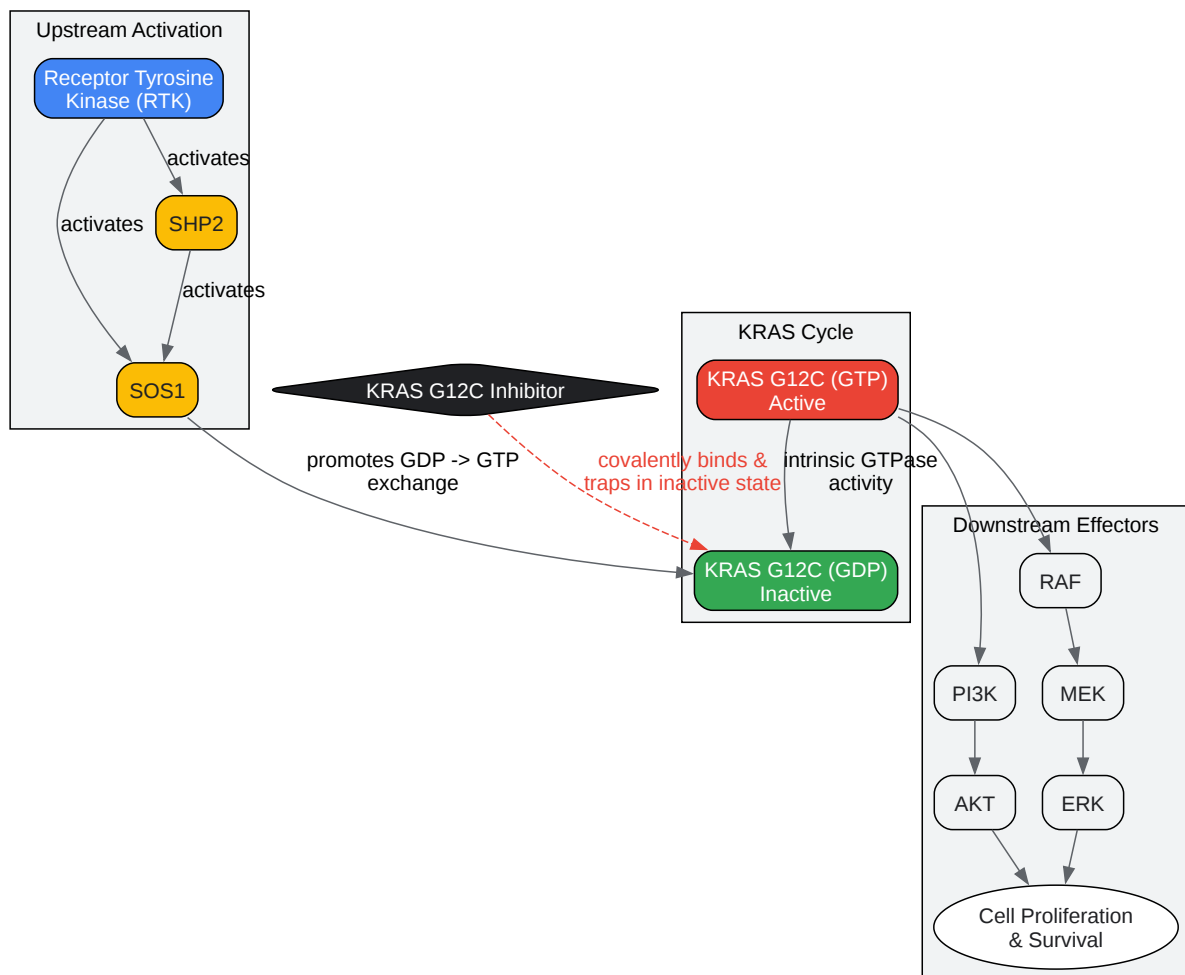 Upstream Activation
Receptor Tyrosine
Kinase (RTK)
activates
SHP2
activates
activates
SOS1
KRAS G12C Inhibitor
promotes GDP -> GTP
exchange
covalently binds &
traps in inactive state
KRAS Cycle
KRAS G12C (GTP)
Active
intrinsic GTPase
activity
KRAS G12C (GDP)
Inactive
Downstream Effectors
RAF
PI3K
MEK
AKT
ERK
Cell Proliferation
& Survival